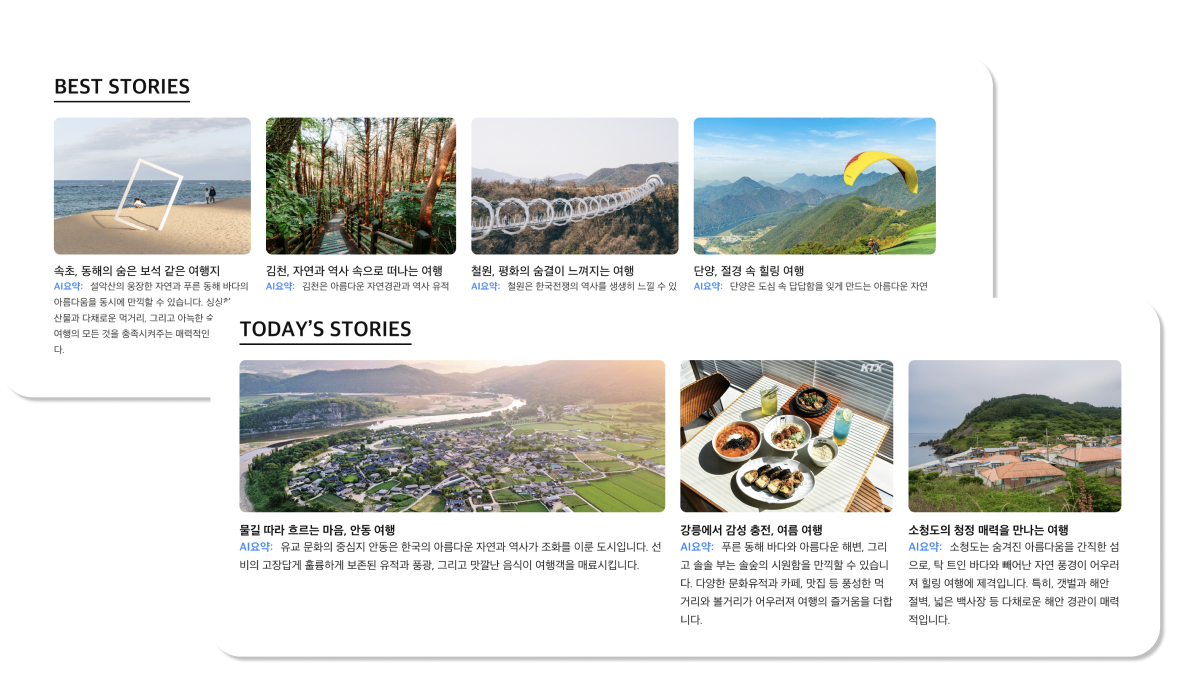 BEST STORIES
속초, 동해의 숨은 보석 같은 여행지
AI요약: 설악산의 웅장한 자연과 푸른 동해 바다의
아름다움을 동시에 만끽할 수 있습니다. 싱싱한
산물과 다채로운 먹거리, 그리고 아늑한
여행의 모든 것을 충족시켜주는 매력적인
다.
김천, 자연과 역사 속으로 떠나는 여행
AI요약: 김천은 아름다운 자연경관과 역사 유적
철원, 평화의 숨결이 느껴지는 여행
AI요약: 철원은 한국전쟁의 역사를 생생히 느낄 수 있
단양, 절경 속 힐링 여행
AI요약: 단양은 도심 속 답답함을 잊게 만드는 아름다운 자연
TODAY’S STORIES
물길 따라 흐르는 마음, 안동 여행
AI요약: 유교 문화의 중심지 안동은 한국의 아름다운 자연과 역사가 조화를 이룬 도시입니다. 선
비의 고장답게 훌륭하게 보존된 유적과 풍광, 그리고 맛깔난 음식이 여행객을 매료시킵니다.
KTX
강릉에서 감성 충전, 여름 여행
AI요약: 푸른 동해 바다와 아름다운 해변, 그리
고 솔솔 부는 솔숲의 시원함을 만끽할 수 있습니
다. 다양한 문화유적과 카페, 맛집 등 풍성한 먹
거리와 볼거리가 어우러져 여행의 즐거움을 더합
니다.
소청도의 청정 매력을 만나는 여행
AI요약: 소청도는 숨겨진 아름다움을 간직한 섬
으로, 탁 트인 바다와 빼어난 자연 풍경이 어우러
져 힐링 여행에 제격입니다. 특히, 갯벌과 해안
절벽, 넓은 백사장 등 다채로운 해안 경관이 매력
적입니다.